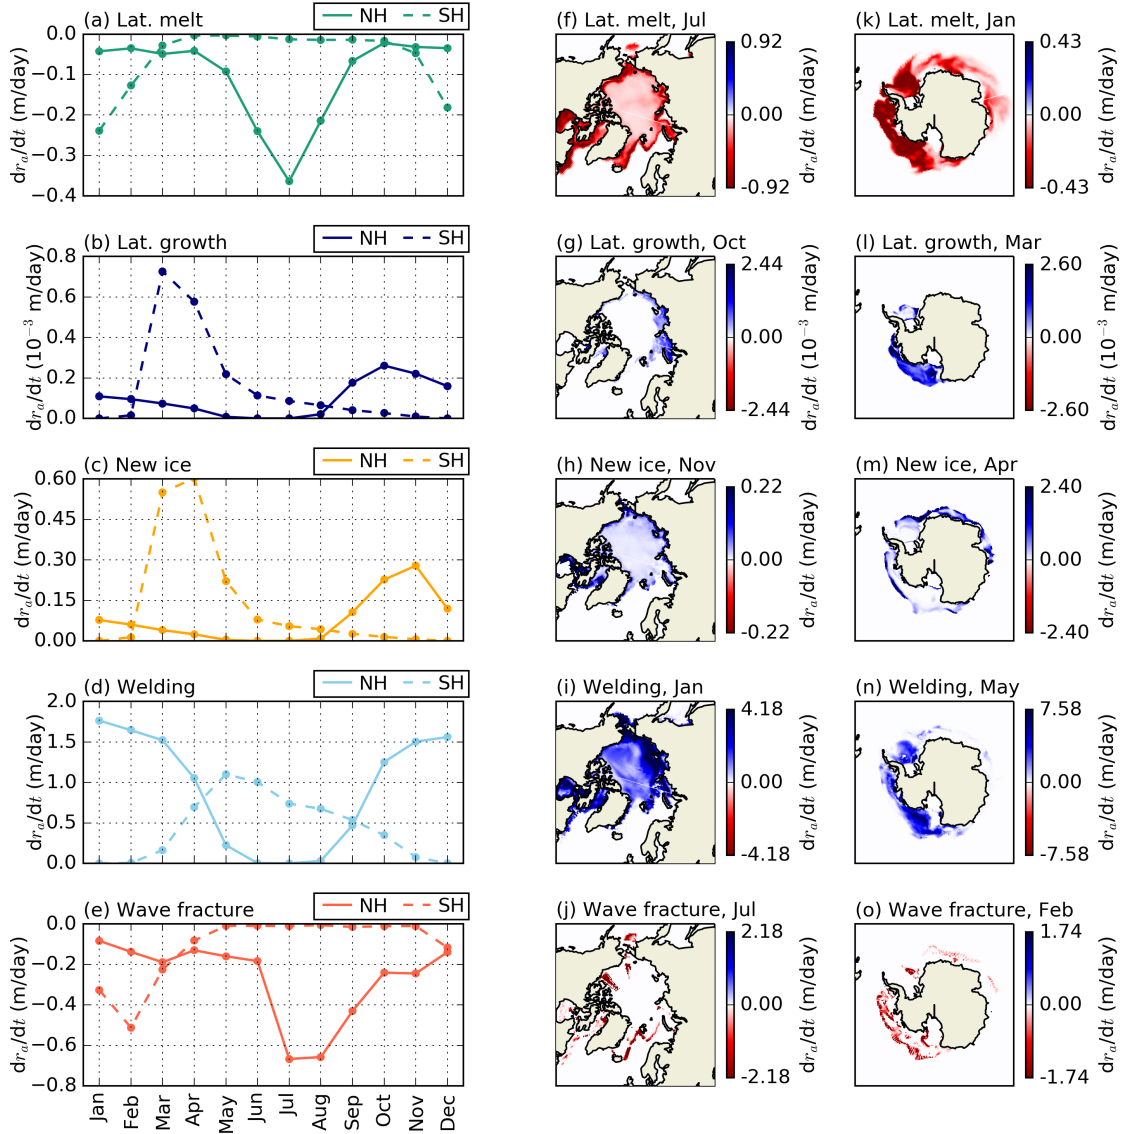 (a) Lat. melt
NH SH
0.0
−0.1
−0.2
−0.3
−0.4
dr_a/dt (m/day)
(f) Lat. melt, Jul
0.92
0.00
-0.92
dr_a/dt (m/day)
(k) Lat. melt, Jan
0.43
0.00
-0.43
dr_a/dt (m/day)
(b) Lat. growth
NH SH
0.8
0.6
0.4
0.2
0.0
dr_a/dt (10⁻³ m/day)
(g) Lat. growth, Oct
2.44
0.00
-2.44
dr_a/dt (10⁻³ m/day)
(l) Lat. growth, Mar
2.60
0.00
-2.60
dr_a/dt (10⁻³ m/day)
(c) New ice
NH SH
0.60
0.45
0.30
0.15
0.00
dr_a/dt (m/day)
(h) New ice, Nov
0.22
0.00
-0.22
dr_a/dt (m/day)
(m) New ice, Apr
2.40
0.00
-2.40
dr_a/dt (m/day)
(d) Welding
NH SH
2.0
1.5
1.0
0.5
0.0
dr_a/dt (m/day)
(i) Welding, Jan
4.18
0.00
-4.18
dr_a/dt (m/day)
(n) Welding, May
7.58
0.00
-7.58
dr_a/dt (m/day)
(e) Wave fracture
NH SH
0.0
−0.2
−0.4
−0.6
−0.8
dr_a/dt (m/day)
Jan
Feb
Mar
Apr
May
Jun
Jul
Aug
Sep
Oct
Nov
Dec
(j) Wave fracture, Jul
2.18
0.00
-2.18
dr_a/dt (m/day)
(o) Wave fracture, Feb
1.74
0.00
-1.74
dr_a/dt (m/day)